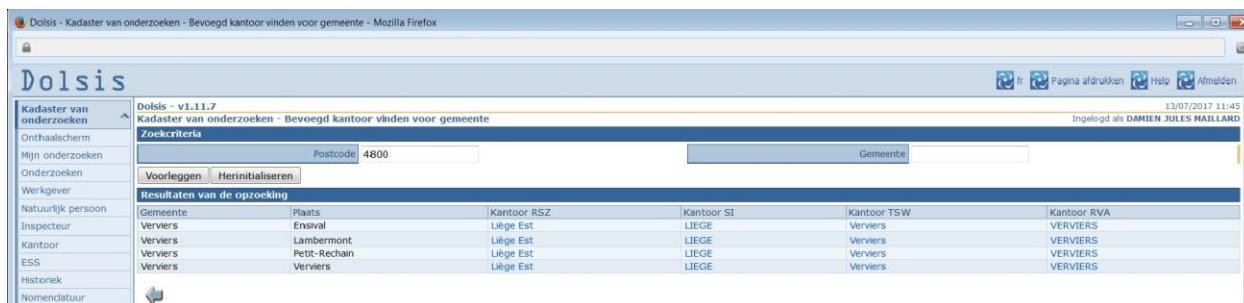 Dolsis - Kadaster van onderzoeken - Bevoegd kantoor vinden voor gemeente - Mozilla Firefox
Dolsis
fr Pagina afdrukken Help Afmelden
Kadaster van onderzoeken
Onthaalscherm
Mijn onderzoeken
Onderzoeken
Werkgever
Natuurlijk persoon
Inspecteur
Kantoor
ESS
Historiek
Nomenclatuur
Dolsis - v1.11.7 13/07/2017 11:45
Kadaster van onderzoeken - Bevoegd kantoor vinden voor gemeente Ingelogd als DAMIEN JULES MAILLARD
Zoekcriteria
Postcode 4800 Gemeente
Voorleggen Herinitialiseren
Resultaten van de opzoeking
Gemeente Plaats Kantoor RSZ Kantoor SI Kantoor TSW Kantoor RVA
Verviers Ensival Liège Est LIEGE Verviers VERVIERS
Verviers Lambermont Liège Est LIEGE Verviers VERVIERS
Verviers Petit-Rechain Liège Est LIEGE Verviers VERVIERS
Verviers Verviers Liège Est LIEGE Verviers VERVIERS